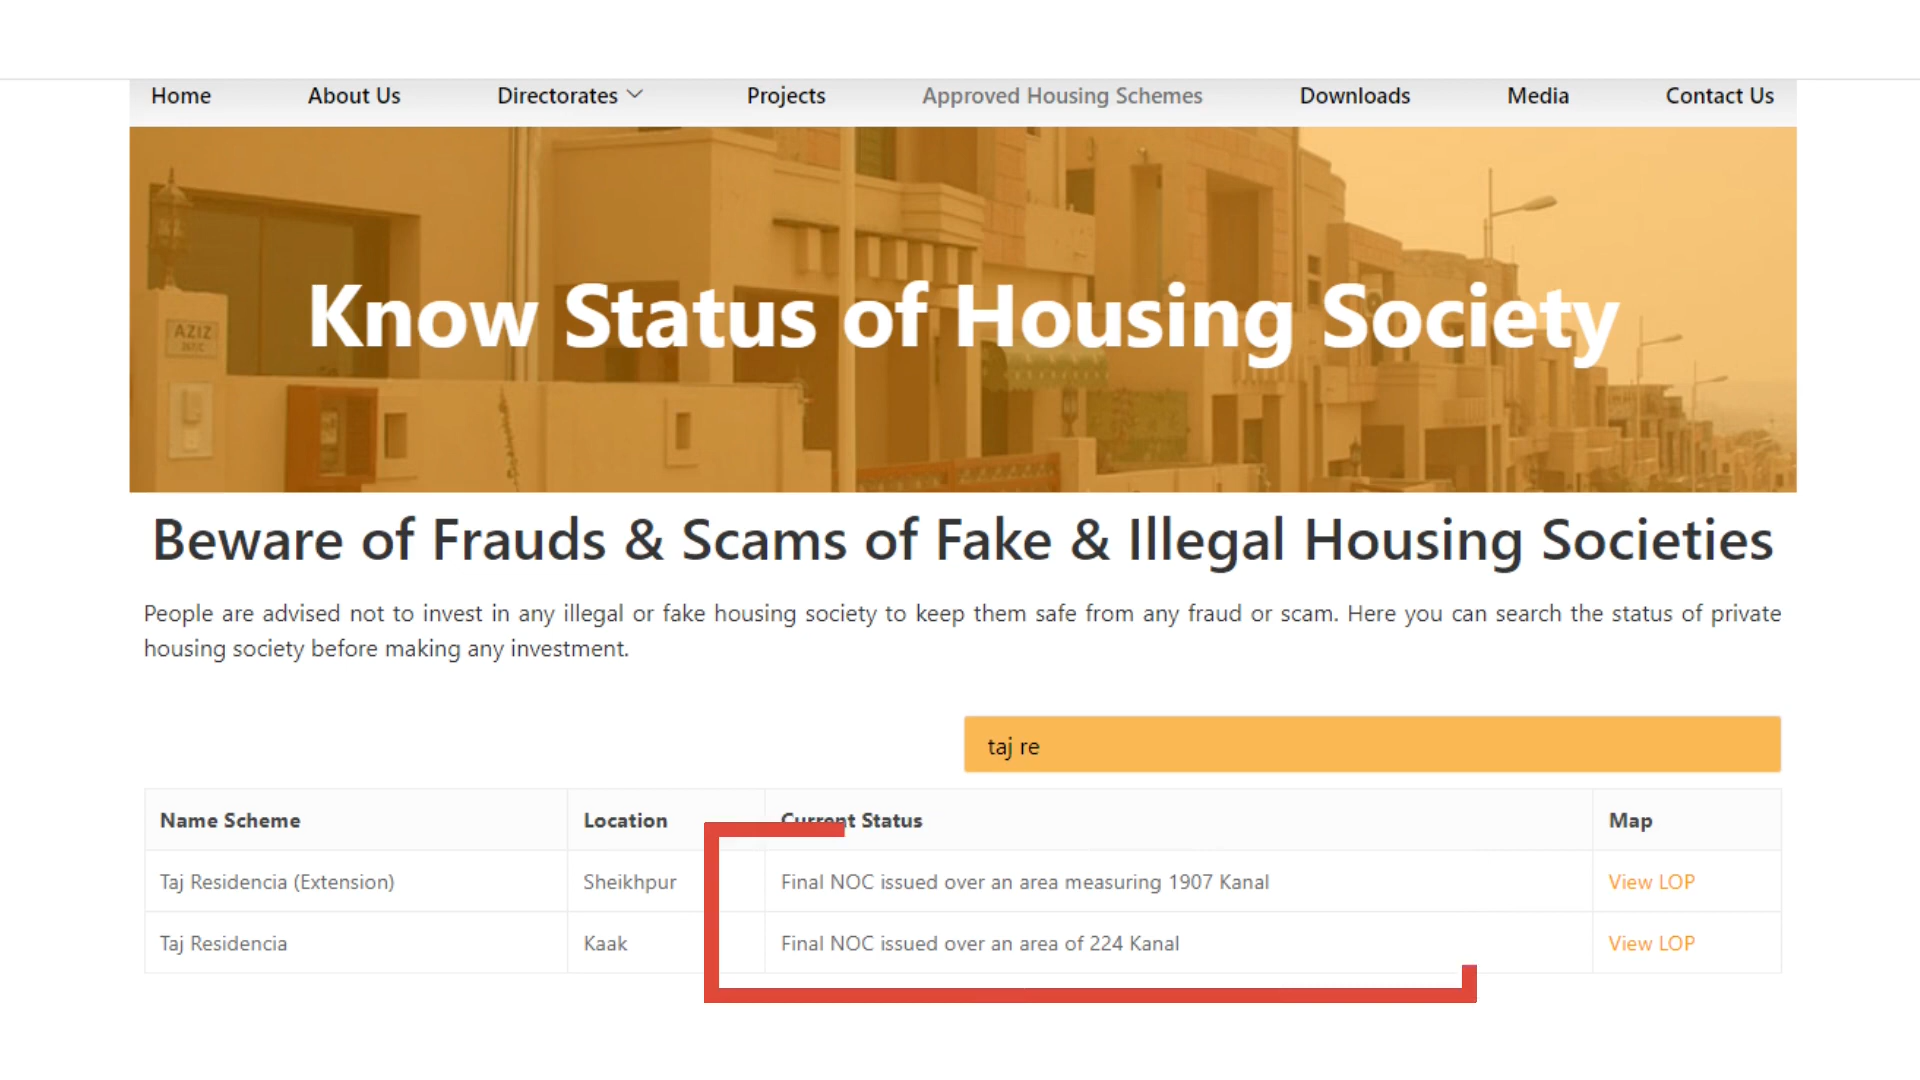 Home About Us Directorates Projects Approved Housing Schemes Downloads Media Contact Us
AZIZ
Know Status of Housing Society
Beware of Frauds & Scams of Fake & Illegal Housing Societies
People are advised not to invest in any illegal or fake housing society to keep them safe from any fraud or scam. Here you can search the status of private
housing society before making any investment.
taj re
Name Scheme Location Current Status Map
Taj Residencia (Extension) Sheikhpur Final NOC issued over an area measuring 1907 Kanal View LOP
Taj Residencia Kaak Final NOC issued over an area of 224 Kanal View LOP